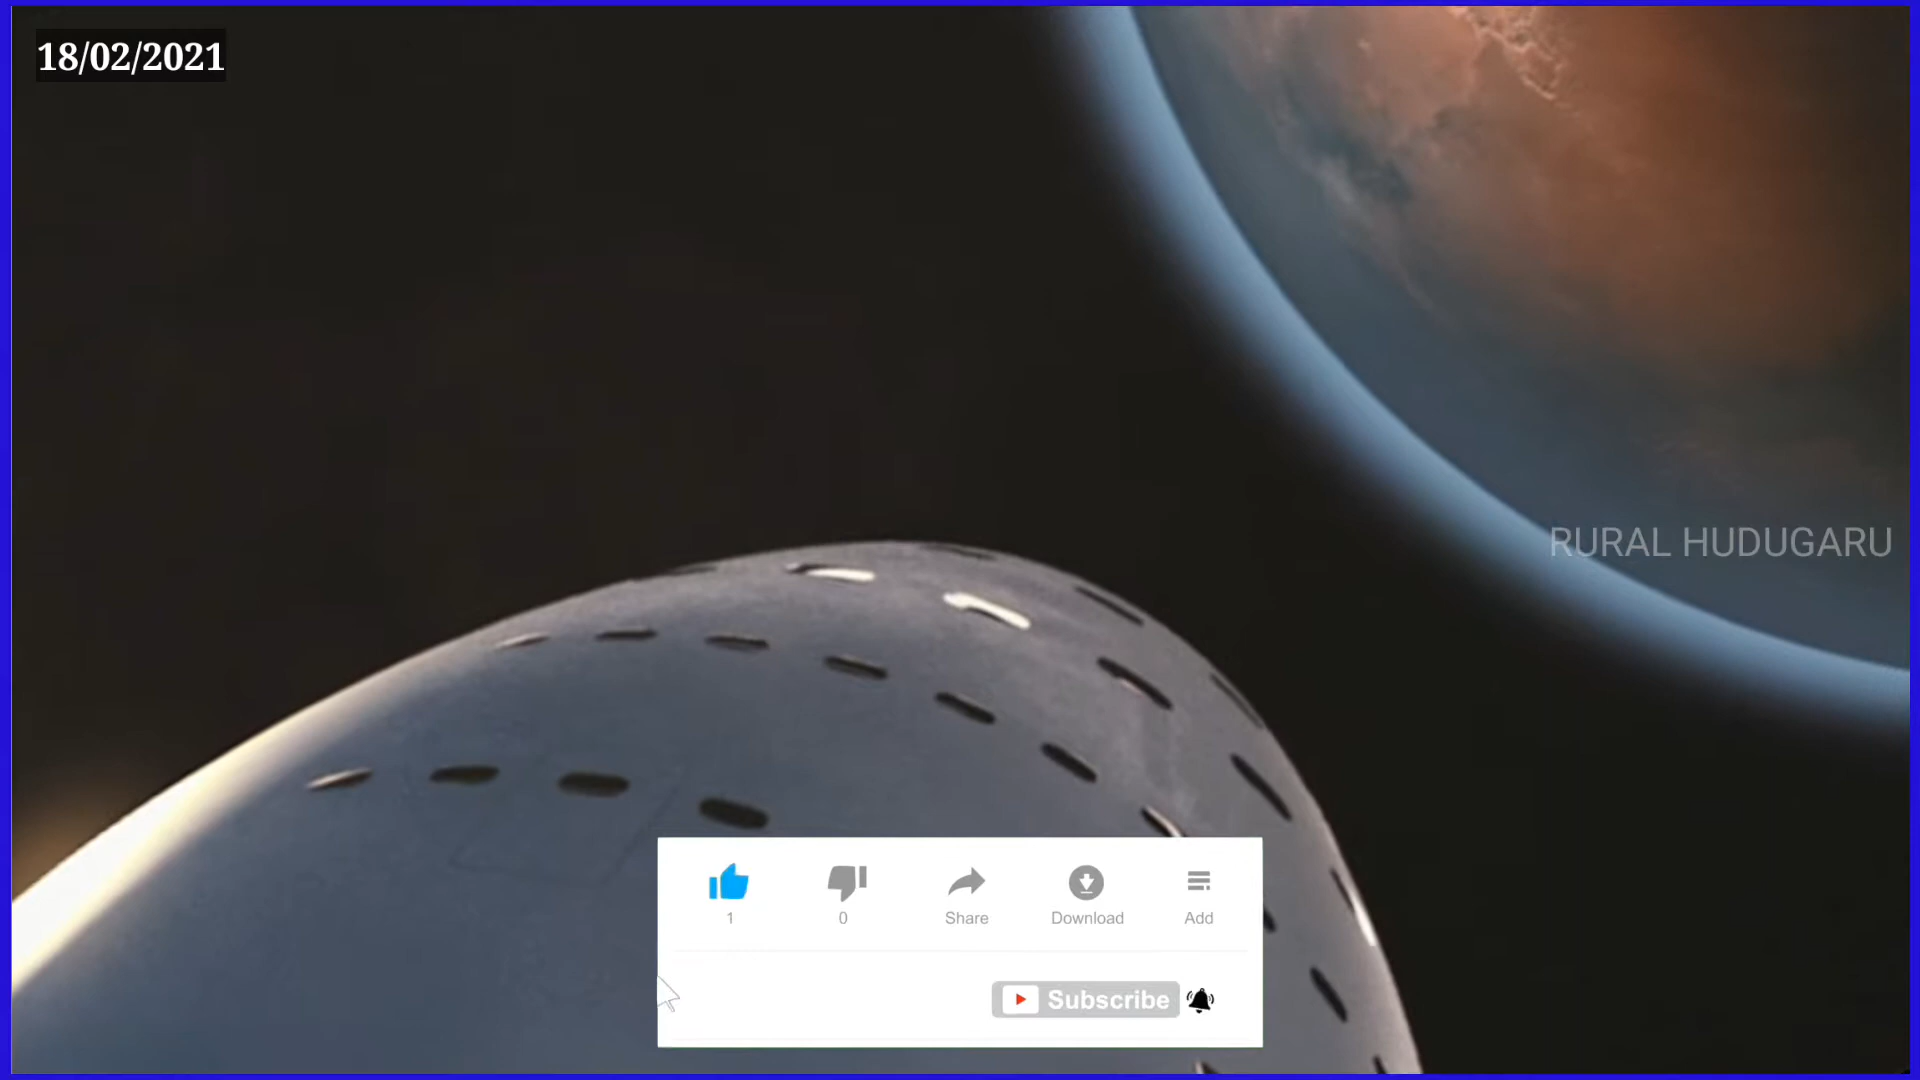 18/02/2021
RURAL HUDUGARU
1
0
Share
Download
Add
Subscribe